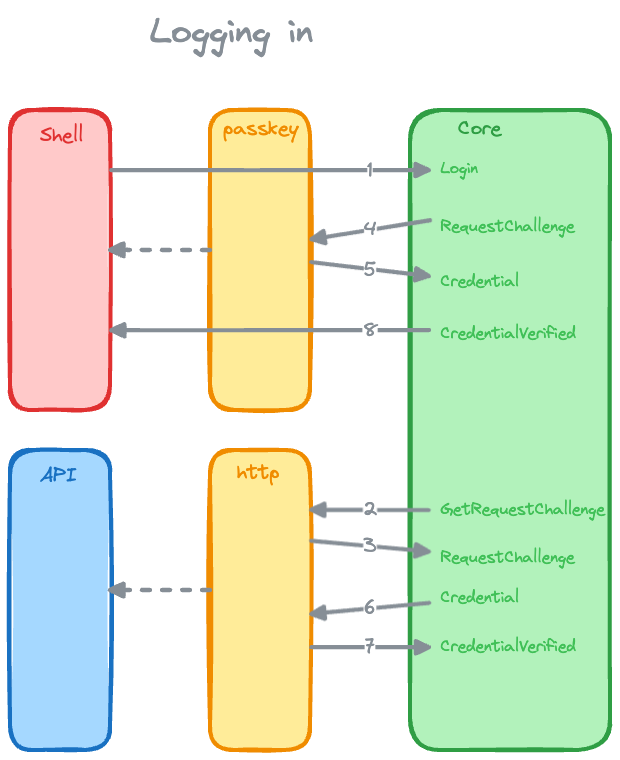 Logging in
Shell
passkey
Core
1
Login
4
RequestChallenge
5
Credential
8
CredentialVerified
API
http
2
GetRequestChallenge
3
RequestChallenge
6
Credential
7
CredentialVerified